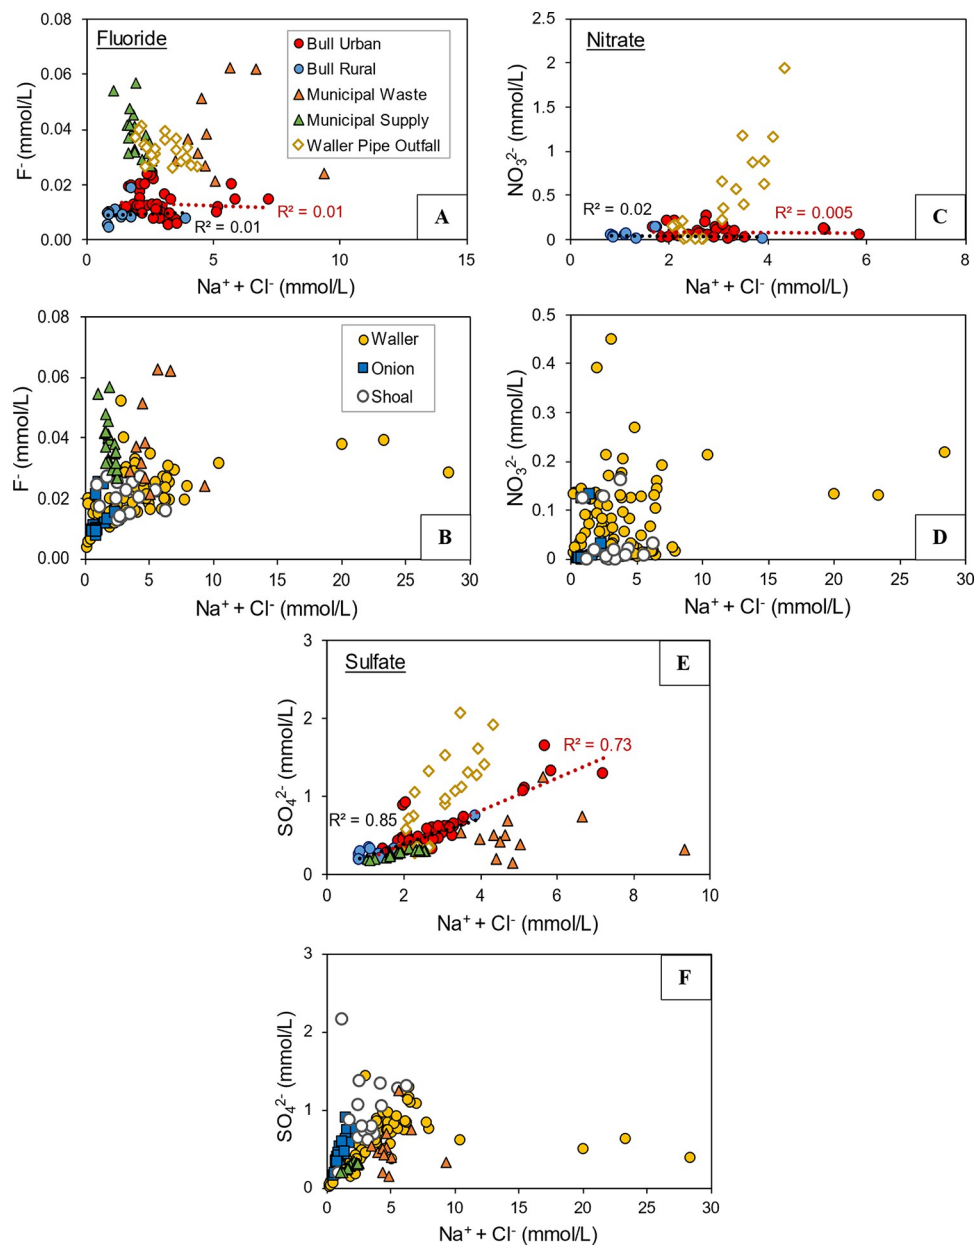 Fluoride
Bull Urban
Bull Rural
Municipal Waste
Municipal Supply
Waller Pipe Outfall
0.08
0.06
0.04
0.02
0.00
F- (mmol/L)
R² = 0.01
R² = 0.01
A
0
5
10
15
Na⁺ + Cl⁻ (mmol/L)
Nitrate
2.5
2
1.5
1
0.5
0
NO₃²⁻ (mmol/L)
R² = 0.02
R² = 0.005
C
0
2
4
6
8
Na⁺ + Cl⁻ (mmol/L)
Waller
Onion
Shoal
0.08
0.06
0.04
0.02
0.00
F- (mmol/L)
B
0
5
10
15
20
25
30
Na⁺ + Cl⁻ (mmol/L)
0.5
0.4
0.3
0.2
0.1
0
NO₃²⁻ (mmol/L)
D
0
5
10
15
20
25
30
Na⁺ + Cl⁻ (mmol/L)
Sulfate
E
3
2
1
0
SO₄²⁻ (mmol/L)
R² = 0.73
R² = 0.85
0
2
4
6
8
10
Na⁺ + Cl⁻ (mmol/L)
F
3
2
1
0
SO₄²⁻ (mmol/L)
0
5
10
15
20
25
30
Na⁺ + Cl⁻ (mmol/L)